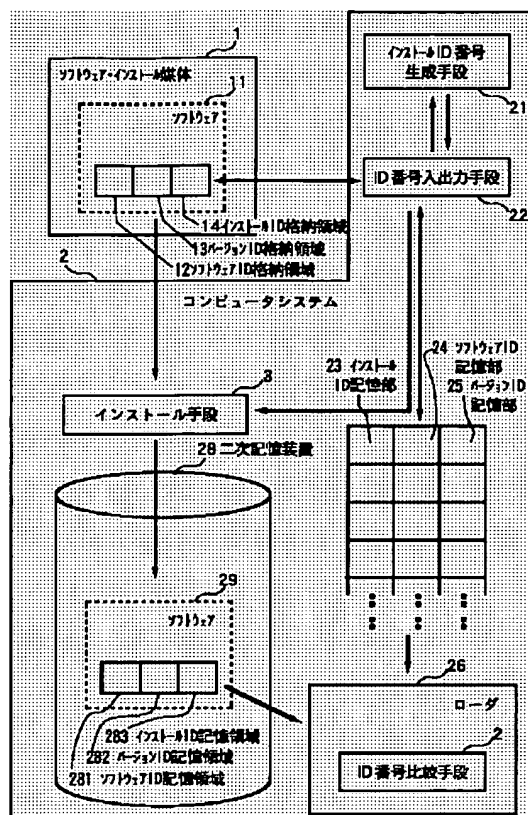 1
ソフトウェア・インストール媒体
11
ソフトウェア
14インストールID格納領域
13バージョンID格納領域
12ソフトウェアID格納領域
インストールID番号
生成手段
21
ID番号入出力手段
22
2
コンピュータシステム
3
インストール手段
23 インストール
ID記憶部
24 ソフトウェアID
記憶部
25 バージョンID
記憶部
28 二次記憶装置
29
ソフトウェア
283 インストールID記憶領域
282 バージョンID記憶領域
281 ソフトウェアID記憶領域
26
ローダ
2
ID番号比較手段